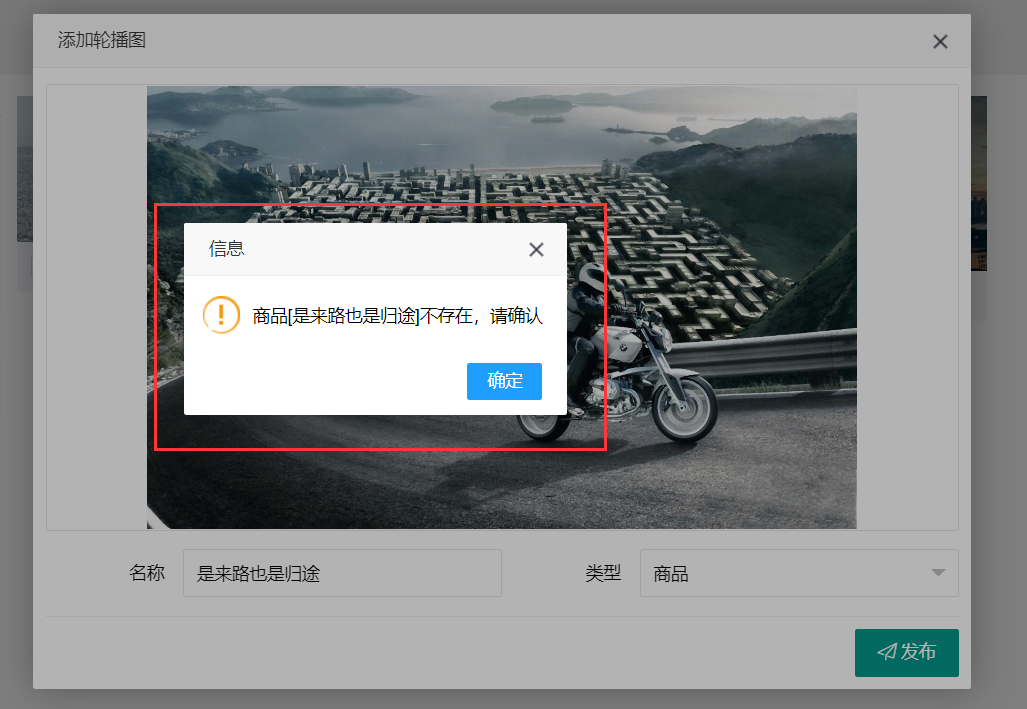 添加轮播图
信息
商品[是来路也是归途]不存在，请确认
确定
名称
是来路也是归途
类型
商品
发布